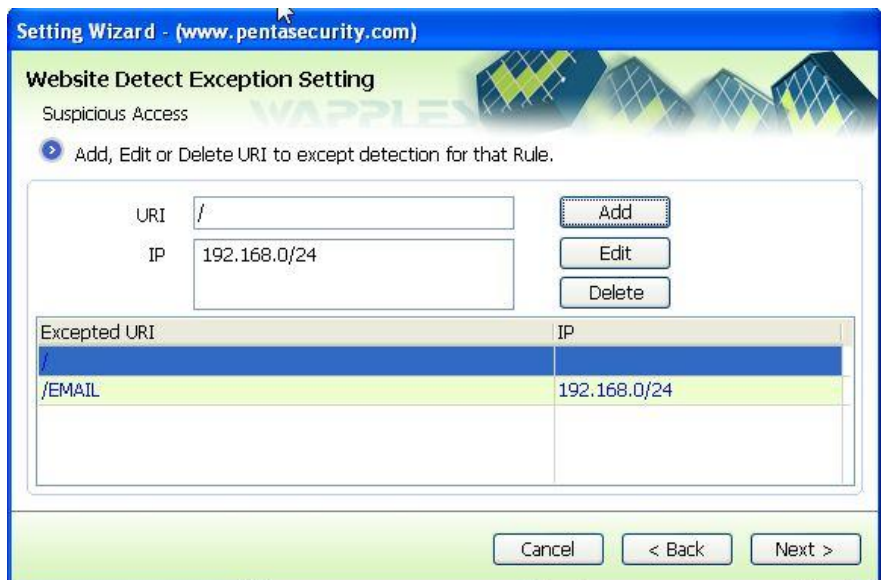 Setting Wizard - (www.pentasecurity.com)
Website Detect Exception Setting
Suspicious Access
WAPPLES
Add, Edit or Delete URI to except detection for that Rule.
URI / Add
IP 192.168.0/24 Edit
Delete
Excepted URI IP
/
/EMAIL 192.168.0/24
Cancel < Back Next >